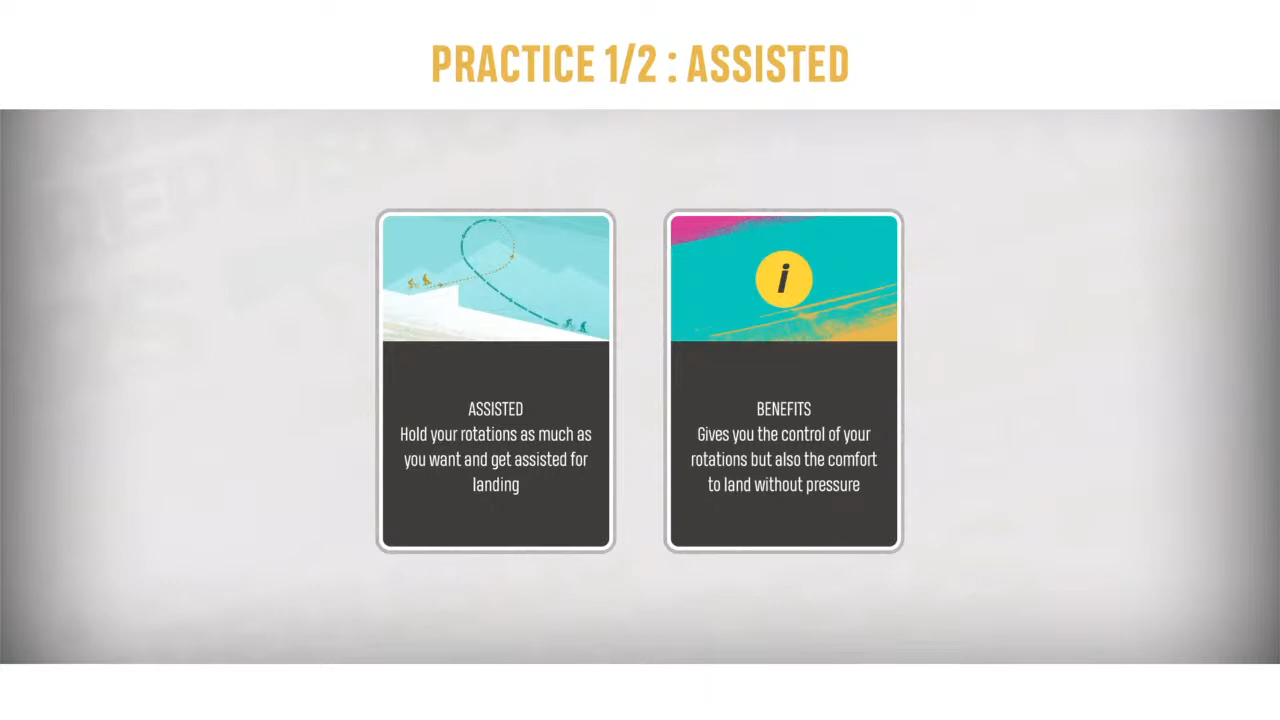 PRACTICE 1/2 : ASSISTED
i
ASSISTED
Hold your rotations as much as
you want and get assisted for
landing
BENEFITS
Gives you the control of your
rotations but also the comfort
to land without pressure